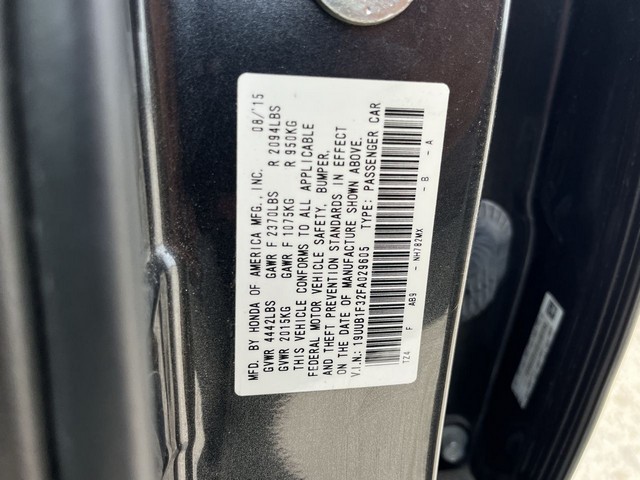 MFD. BY HONDA OF AMERICA MFG., INC. 08/'15
GVWR 4442LBS GAWR F 2370LBS R 2094LBS
GVWR 2015KG GAWR F 1075KG R 950KG
THIS VEHICLE CONFORMS TO ALL APPLICABLE
FEDERAL MOTOR VEHICLE SAFETY, BUMPER,
AND THEFT PREVENTION STANDARDS IN EFFECT
ON THE DATE OF MANUFACTURE SHOWN ABOVE.
V.I.N.: 19UUB1F32FA029605 TYPE: PASSENGER CAR
TZ4 F AB9 - NH782MX - B - A